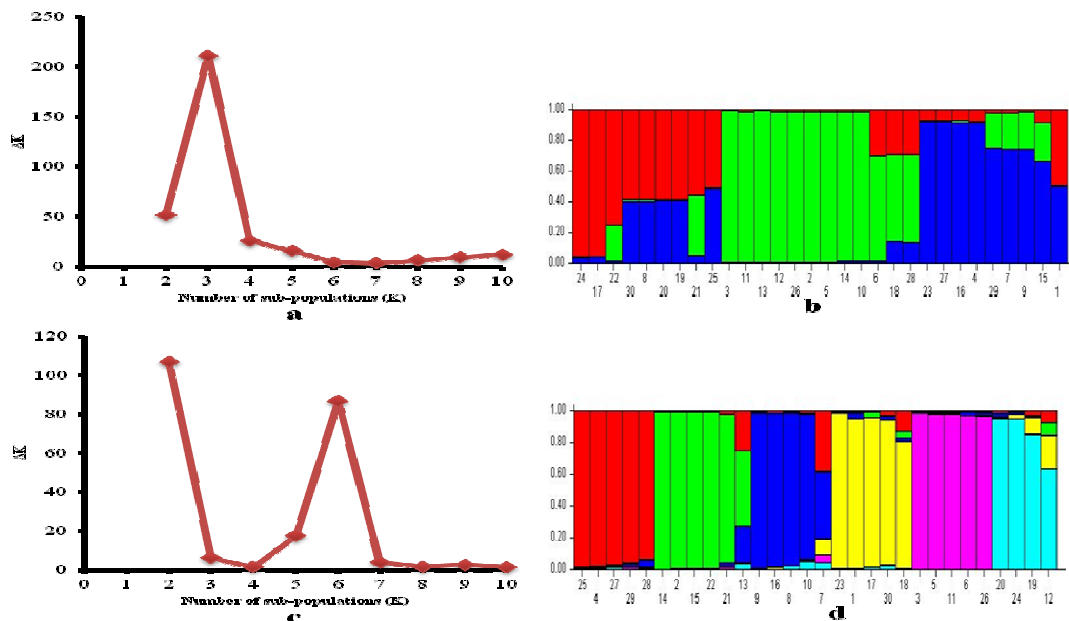 250
200
150
100
50
0
ΔK
0 1 2 3 4 5 6 7 8 9 10
Number of sub-populations (K)
a
1.00
0.80
0.60
0.40
0.20
0.00
24 22 8 19 25 11 12 2 14 6 28 27 4 7 15
17 30 20 21 3 13 26 5 10 18 23 16 29 9 1
b
120
100
80
60
40
20
0
ΔK
0 1 2 3 4 5 6 7 8 9 10
Number of sub-populations (K)
c
1.00
0.80
0.60
0.40
0.20
0.00
25 27 28 2 22 13 16 10 23 17 18 5 6 20 19
4 29 14 15 21 9 8 7 1 30 3 11 26 24 12
d